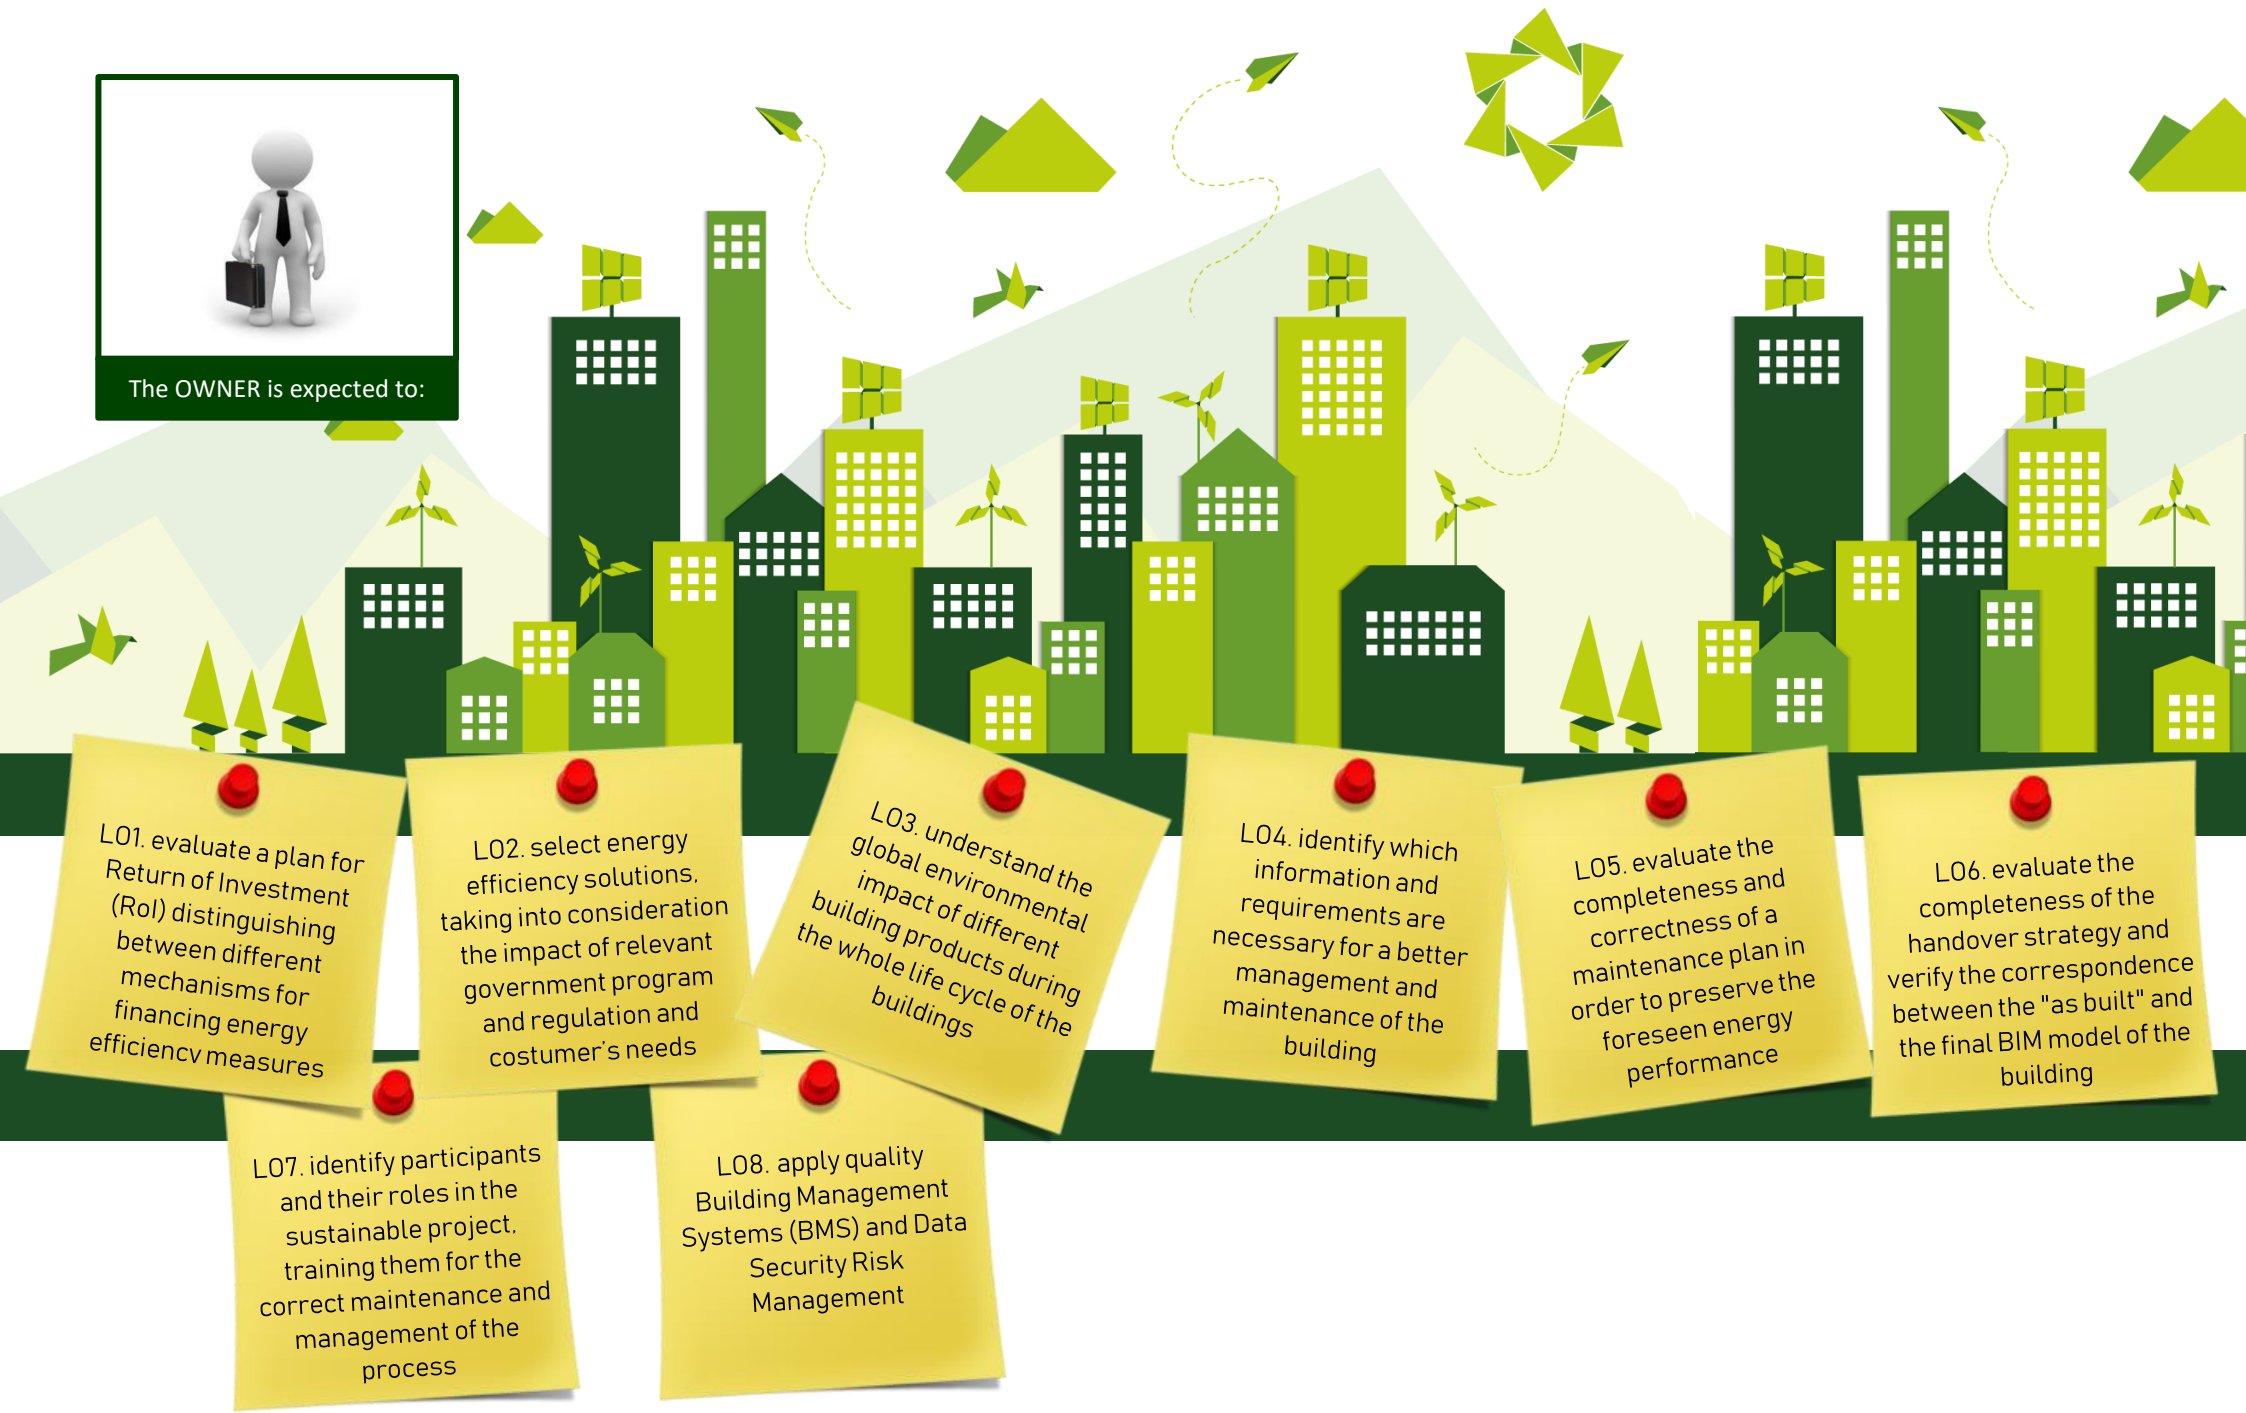 The OWNER is expected to:
LO1. evaluate a plan for
Return of Investment
(RoI) distinguishing
between different
mechanisms for
financing energy
efficiency measures
LO2. select energy
efficiency solutions,
taking into consideration
the impact of relevant
government program
and regulation and
costumer's needs
LO3. understand the
global environmental
impact of different
building products during
the whole life cycle of the
buildings
LO4. identify which
information and
requirements are
necessary for a better
management and
maintenance of the
building
LO5. evaluate the
completeness and
correctness of a
maintenance plan in
order to preserve the
foreseen energy
performance
LO6. evaluate the
completeness of the
handover strategy and
verify the correspondence
between the "as built" and
the final BIM model of the
building
LO7. identify participants
and their roles in the
sustainable project,
training them for the
correct maintenance and
management of the
process
LO8. apply quality
Building Management
Systems (BMS) and Data
Security Risk
Management